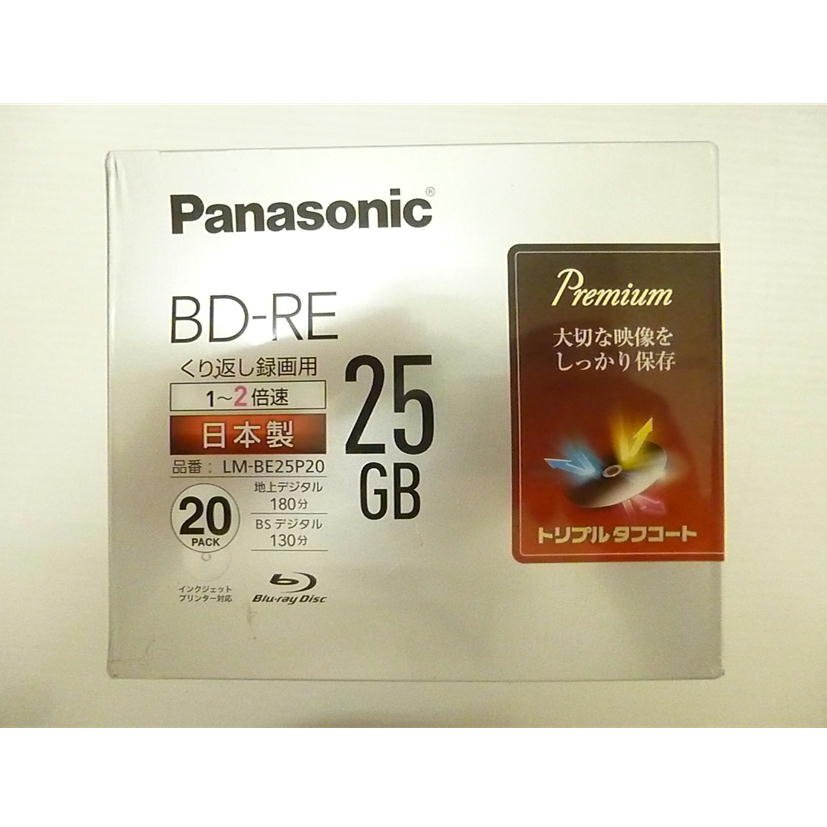 Panasonic®
BD-RE
くり返し録画用
1～2倍速
日本製
品番：LM-BE25P20
25
GB
20
PACK
地上デジタル
180分
BSデジタル
130分
インクジェット
プリンター対応
Blu-ray Disc
Premium
大切な映像を
しっかり保存
トリプルタフコート